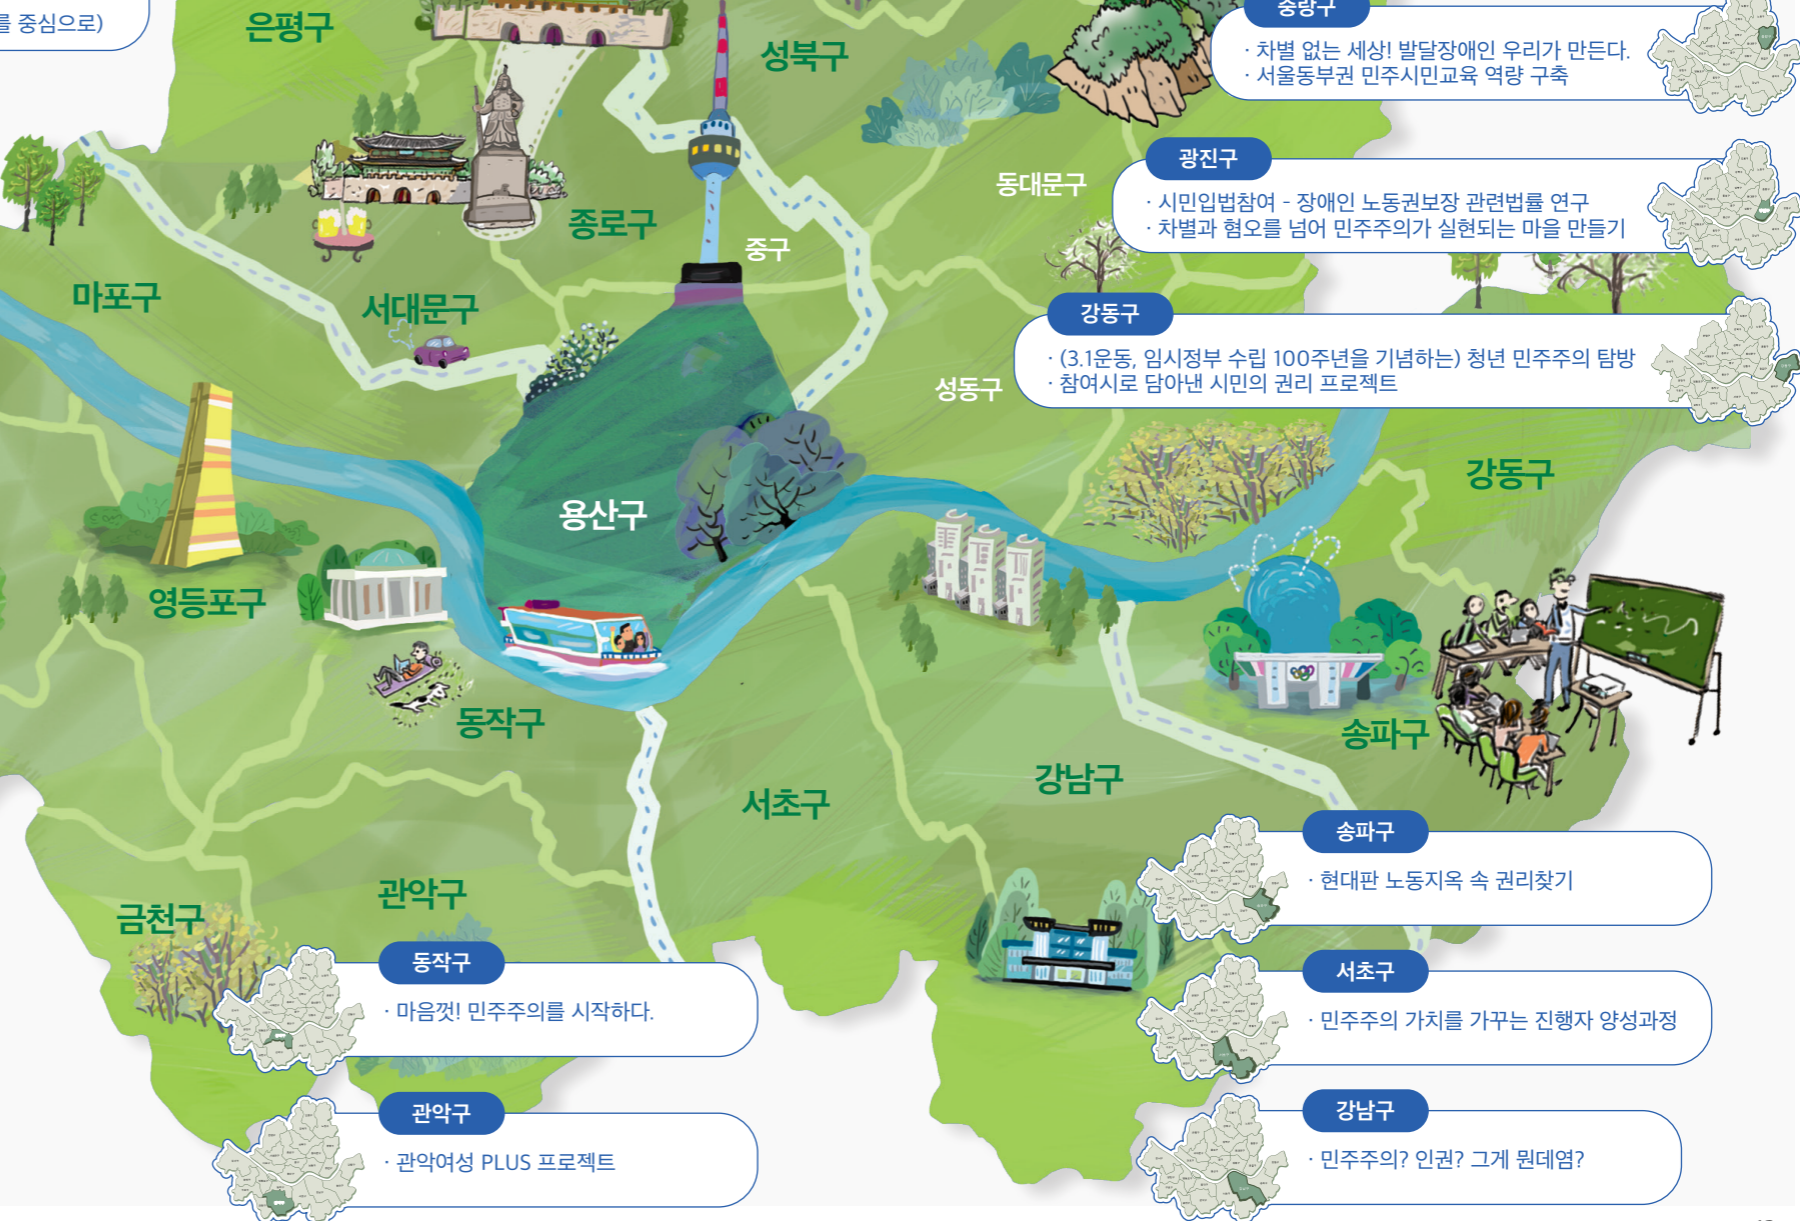 를 중심으로)
은평구
성북구
중랑구
· 차별 없는 세상! 발달장애인 우리가 만든다.
· 서울동부권 민주시민교육 역량 구축
광진구
· 시민입법참여 - 장애인 노동권보장 관련법률 연구
· 차별과 혐오를 넘어 민주주의가 실현되는 마을 만들기
동대문구
종로구
중구
마포구
서대문구
강동구
· (3.1운동, 임시정부 수립 100주년을 기념하는) 청년 민주주의 탐방
· 참여시로 담아낸 시민의 권리 프로젝트
성동구
강동구
용산구
영등포구
동작구
송파구
강남구
서초구
관악구
금천구
송파구
· 현대판 노동지옥 속 권리찾기
동작구
· 마음껏! 민주주의를 시작하다.
서초구
· 민주주의 가치를 가꾸는 진행자 양성과정
관악구
· 관악여성 PLUS 프로젝트
강남구
· 민주주의? 인권? 그게 뭔데염?